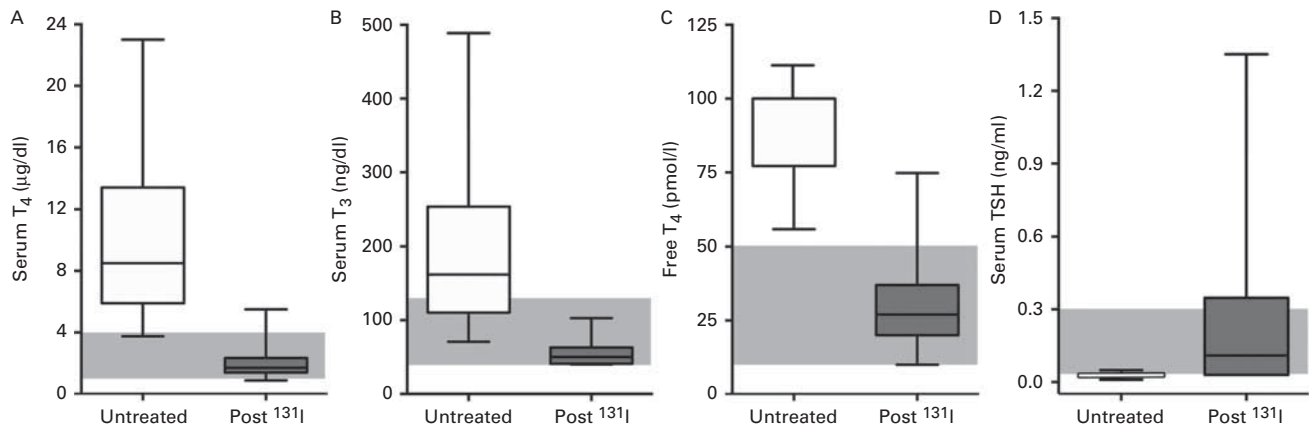 A
Serum T₄ (μg/dl)
24
20
16
12
8
4
0
Untreated
Post ¹³¹I
B
Serum T₃ (ng/dl)
500
400
300
200
100
0
Untreated
Post ¹³¹I
C
Free T₄ (pmol/l)
125
100
75
50
25
0
Untreated
Post ¹³¹I
D
Serum TSH (ng/ml)
1.5
1.2
0.9
0.6
0.3
0.0
Untreated
Post ¹³¹I